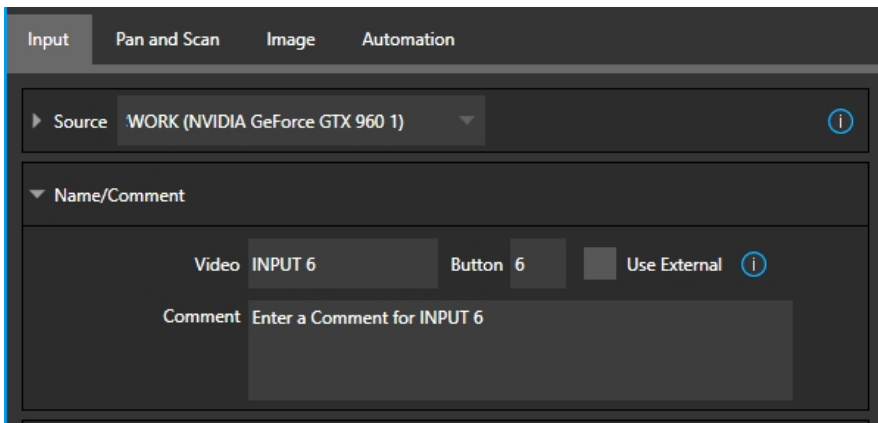 Input Pan and Scan Image Automation
Source WORK (NVIDIA GeForce GTX 960 1)
Name/Comment
Video INPUT 6 Button 6 Use External
Comment Enter a Comment for INPUT 6